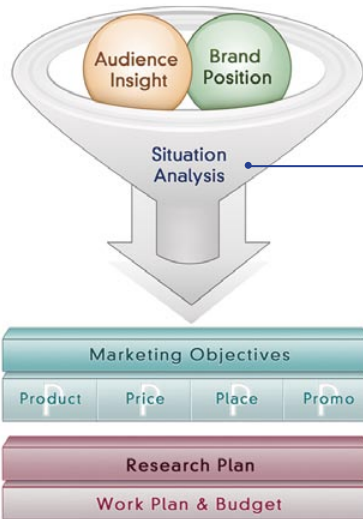 Audience
Insight
Brand
Position
Situation
Analysis
Marketing Objectives
P P P P
Product Price Place Promo
Research Plan
Work Plan & Budget